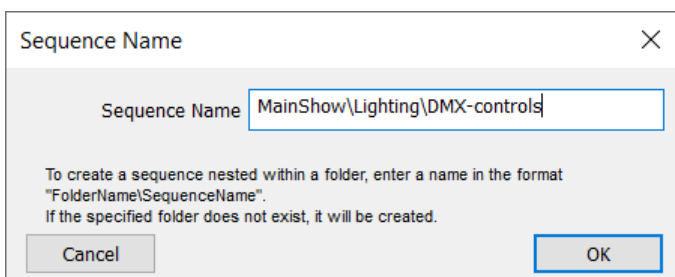 Sequence Name
Sequence Name MainShow\Lighting\DMX-controls
To create a sequence nested within a folder, enter a name in the format
"FolderName\SequenceName".
If the specified folder does not exist, it will be created.
Cancel OK